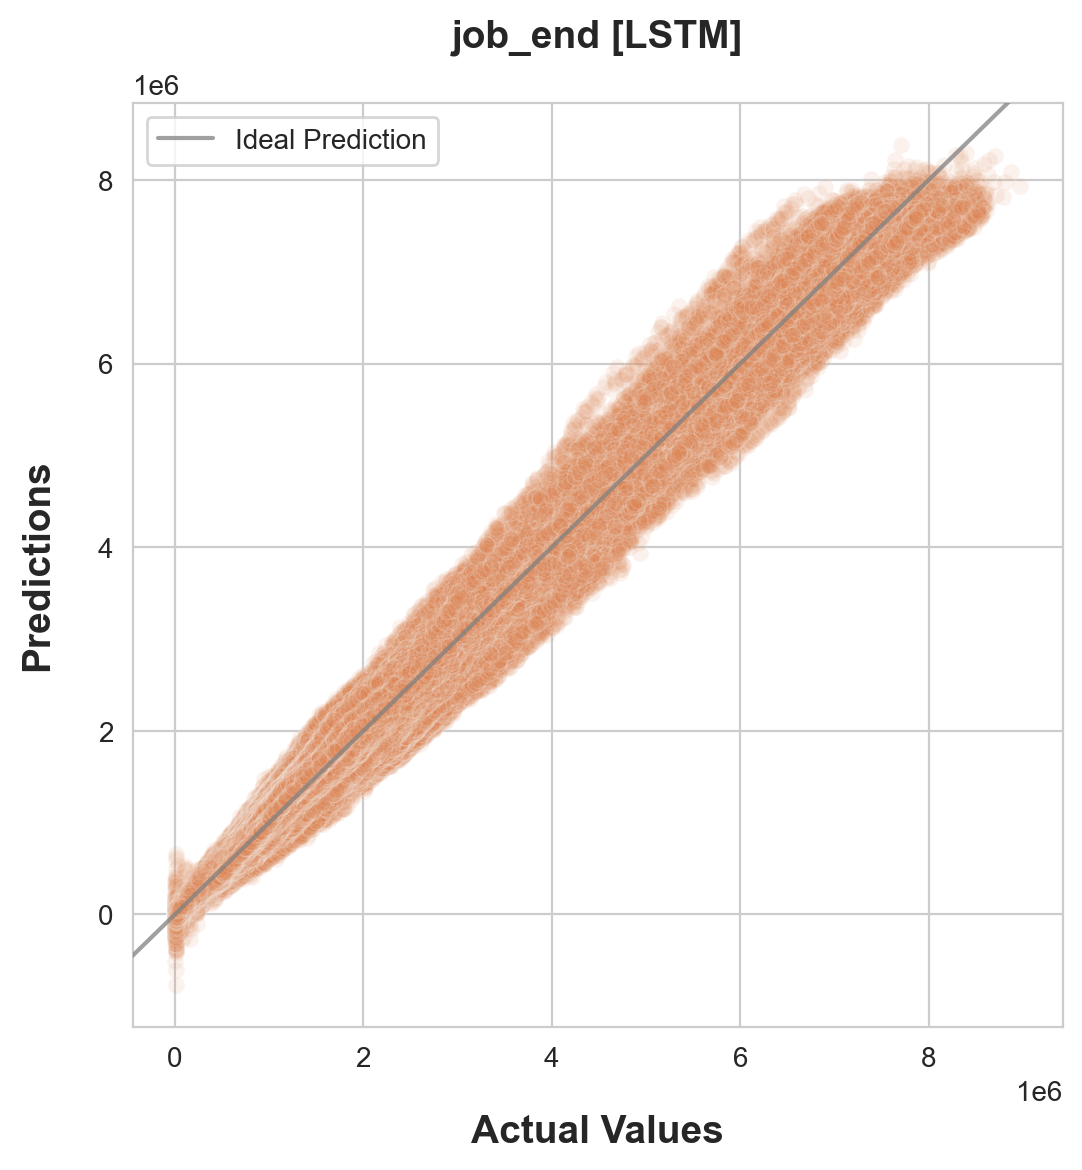 job_end [LSTM]
1e6
Ideal Prediction
8
6
4
2
0
Predictions
0 2 4 6 8
1e6
Actual Values